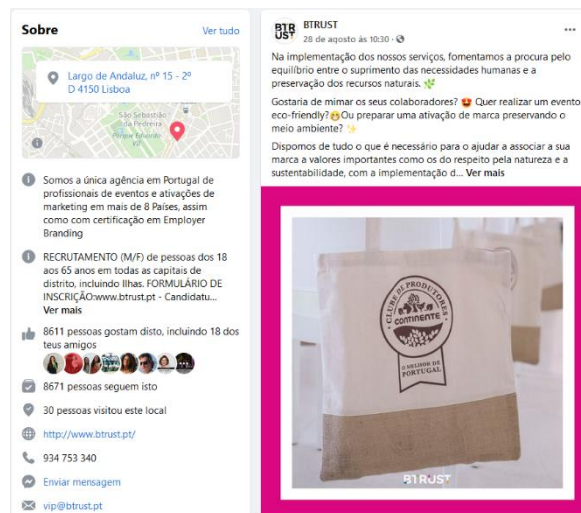 Sobre
Ver tudo
Largo de Andaluz, nº 15 - 2º
D 4150 Lisboa
São Sebastião
da Pedreira
Parque Eduardo
VII
Somos a única agência em Portugal de
profissionais de eventos e ativações de
marketing em mais de 8 Países, assim
como com certificação em Employer
Branding
RECRUTAMENTO (M/F) de pessoas dos 18
aos 65 anos em todas as capitais de
distrito, incluindo Ilhas. FORMULÁRIO DE
INSCRIÇÃO:www.btrust.pt - Candidatu...
Ver mais
8611 pessoas gostam disto, incluindo 18 dos
teus amigos
8671 pessoas seguem isto
30 pessoas visitou este local
http://www.btrust.pt/
934 753 340
Enviar mensagem
vip@btrust.pt
BTR
UST
BTRUST
28 de agosto às 10:30 ·
Na implementação dos nossos serviços, fomentamos a procura pelo
equilíbrio entre o suprimento das necessidades humanas e a
preservação dos recursos naturais. 🌿
Gostaria de mimar os seus colaboradores? 🤩 Quer realizar um evento
eco-friendly?🤭Ou preparar uma ativação de marca preservando o
meio ambiente? ✨
Dispomos de tudo o que é necessário para o ajudar a associar a sua
marca a valores importantes como os do respeito pela natureza e a
sustentabilidade, com a implementação d... Ver mais
CLUBE DE PRODUTORES
CONTINENTE
O MELHOR DE
PORTUGAL
BTRUST